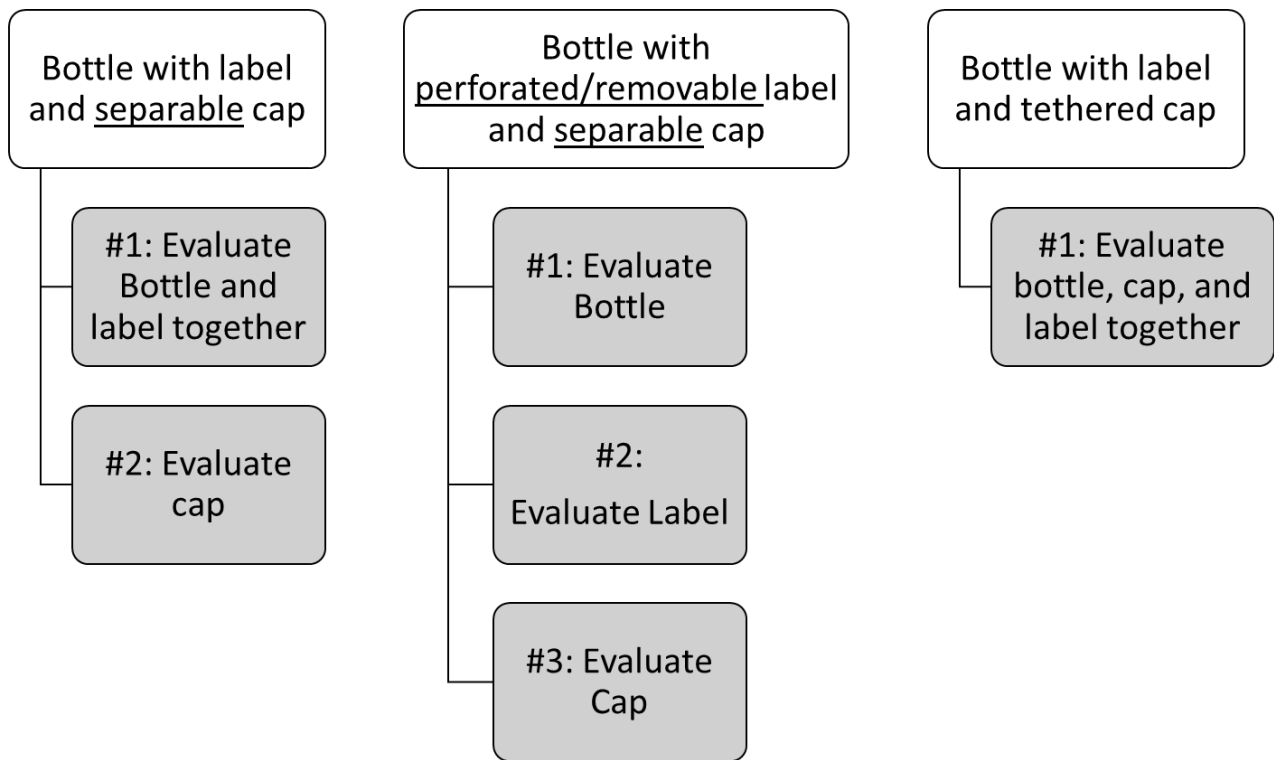 Bottle with label
and separable cap
#1: Evaluate
Bottle and
label together
#2: Evaluate
cap
Bottle with
perforated/removable label
and separable cap
#1: Evaluate
Bottle
#2:
Evaluate Label
#3: Evaluate
Cap
Bottle with label
and tethered cap
#1: Evaluate
bottle, cap, and
label together